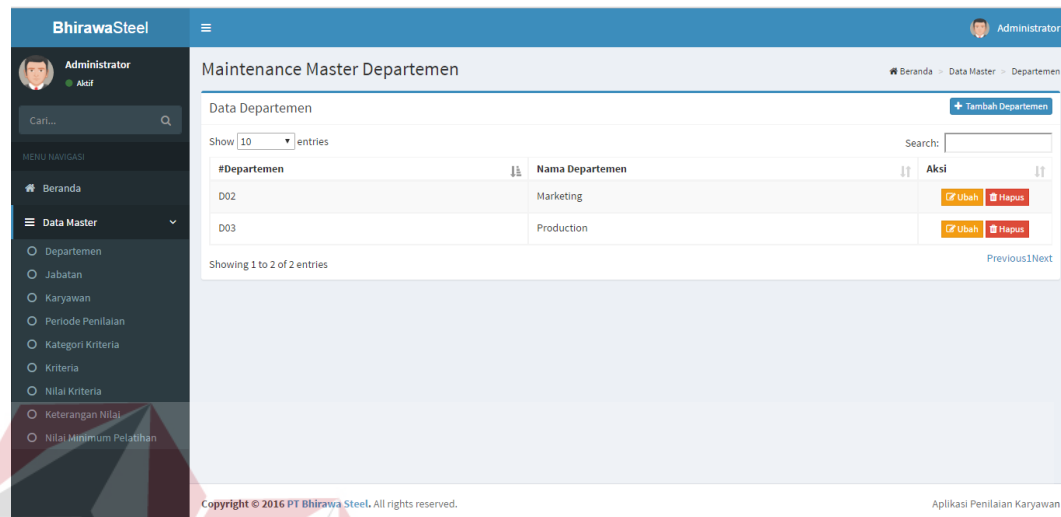 BhirawaSteel
Administrator
Administrator
Aktif
Cari...
MENU NAVIGASI
Beranda
Data Master
Departemen
Jabatan
Karyawan
Periode Penilaian
Kategori Kriteria
Kriteria
Nilai Kriteria
Keterangan Nilai
Nilai Minimum Pelatihan
Maintenance Master Departemen
Beranda > Data Master > Departemen
Data Departemen
+ Tambah Departemen
Show 10 entries
Search:
#Departemen Nama Departemen Aksi
D02 Marketing Ubah Hapus
D03 Production Ubah Hapus
Showing 1 to 2 of 2 entries
Previous1Next
Copyright © 2016 PT Bhirawa Steel. All rights reserved.
Aplikasi Penilaian Karyawan